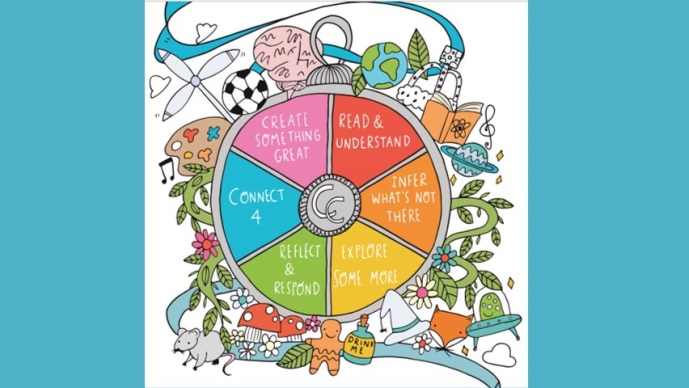 CREATE
SOMETHING
GREAT
READ &
UNDERSTAND
CONNECT
4
CC
INFER
WHAT'S NOT
THERE
REFLECT
&
RESPOND
EXPLORE
SOME MORE
DRINK
ME